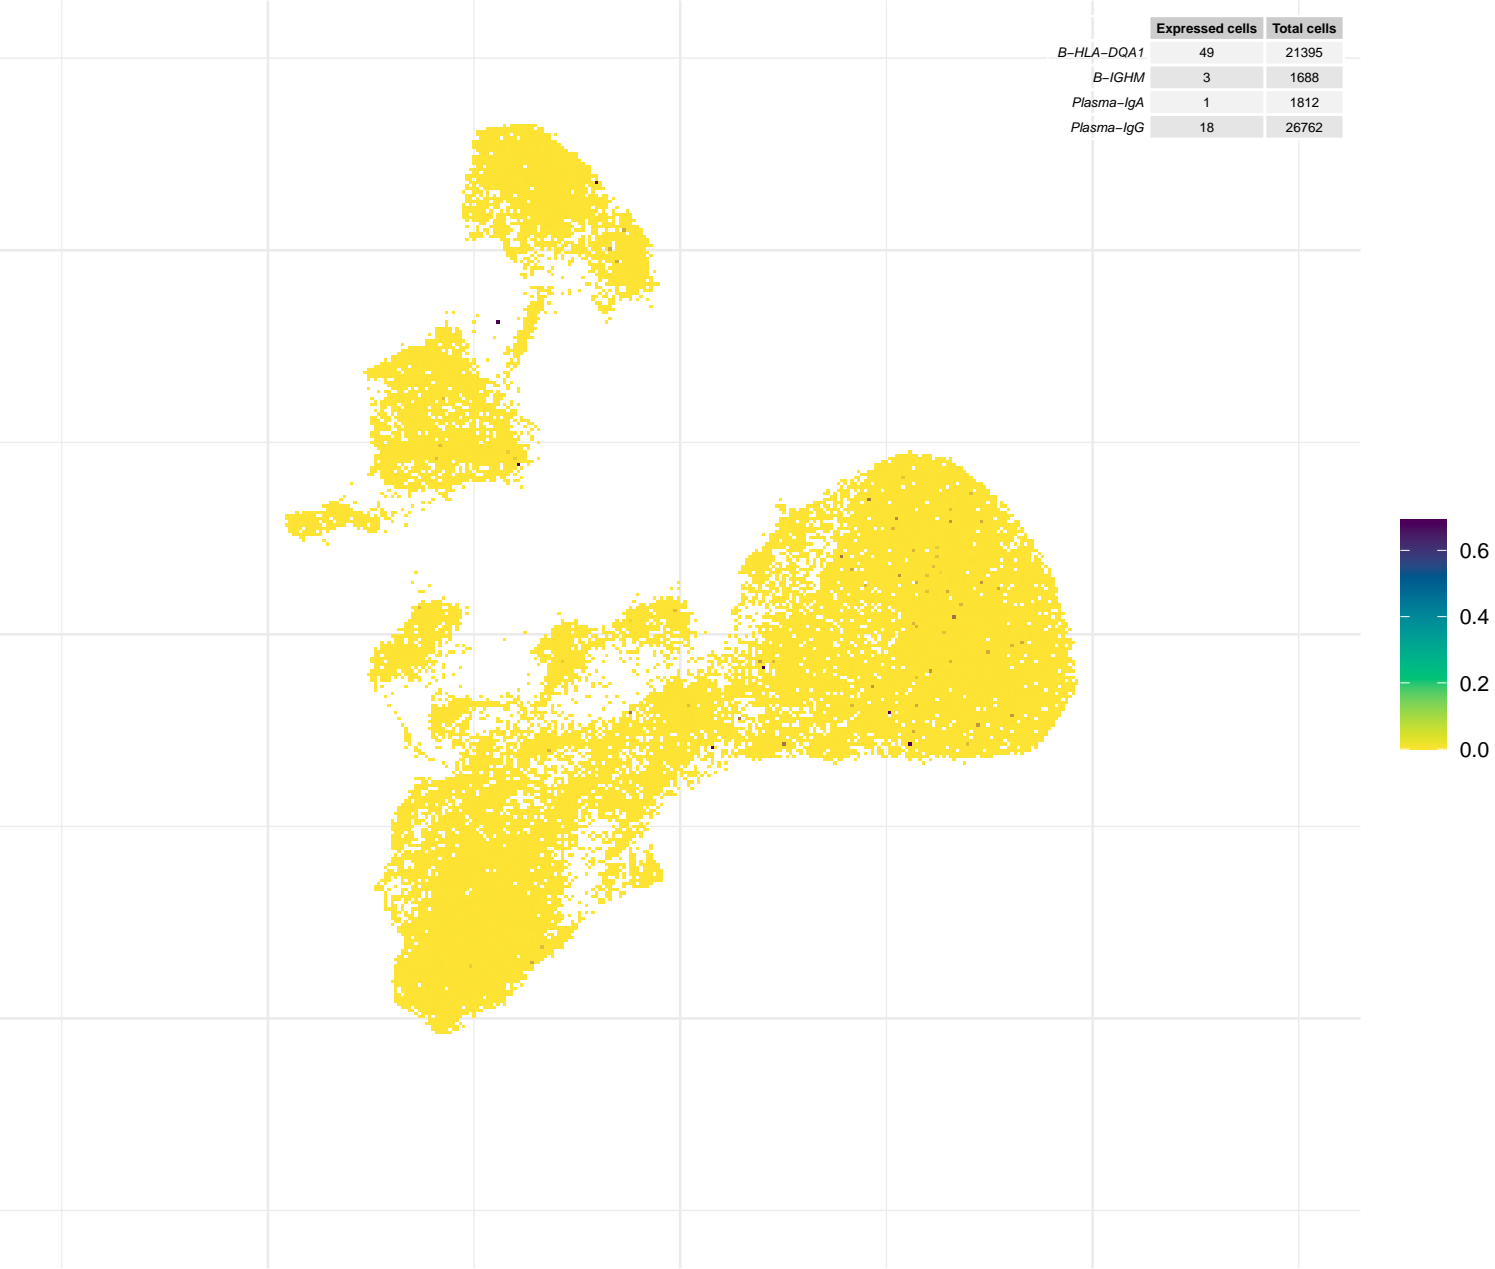 Expressed cells Total cells
B−HLA−DQA1 49 21395
B−IGHM 3 1688
Plasma−IgA 1 1812
Plasma−IgG 18 26762
0.6
0.4
0.2
0.0